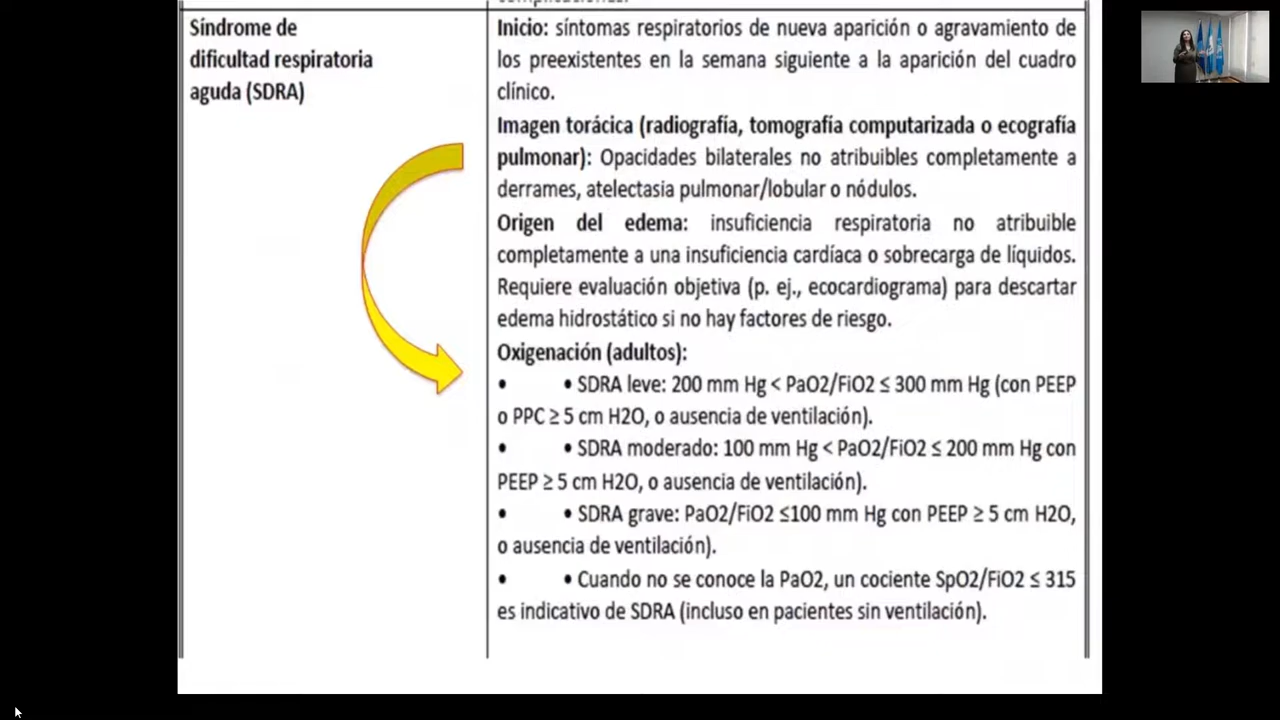 complicaciones.
Síndrome de
dificultad respiratoria
aguda (SDRA)
Inicio: síntomas respiratorios de nueva aparición o agravamiento de
los preexistentes en la semana siguiente a la aparición del cuadro
clínico.
Imagen torácica (radiografía, tomografía computarizada o ecografía
pulmonar): Opacidades bilaterales no atribuibles completamente a
derrames, atelectasia pulmonar/lobular o nódulos.
Origen del edema: insuficiencia respiratoria no atribuible
completamente a una insuficiencia cardíaca o sobrecarga de líquidos.
Requiere evaluación objetiva (p. ej., ecocardiograma) para descartar
edema hidrostático si no hay factores de riesgo.
Oxigenación (adultos):
• • SDRA leve: 200 mm Hg < PaO2/FiO2 ≤ 300 mm Hg (con PEEP
o PPC ≥ 5 cm H2O, o ausencia de ventilación).
• • SDRA moderado: 100 mm Hg < PaO2/FiO2 ≤ 200 mm Hg con
PEEP ≥ 5 cm H2O, o ausencia de ventilación).
• • SDRA grave: PaO2/FiO2 ≤100 mm Hg con PEEP ≥ 5 cm H2O,
o ausencia de ventilación).
• • Cuando no se conoce la PaO2, un cociente SpO2/FiO2 ≤ 315
es indicativo de SDRA (incluso en pacientes sin ventilación).